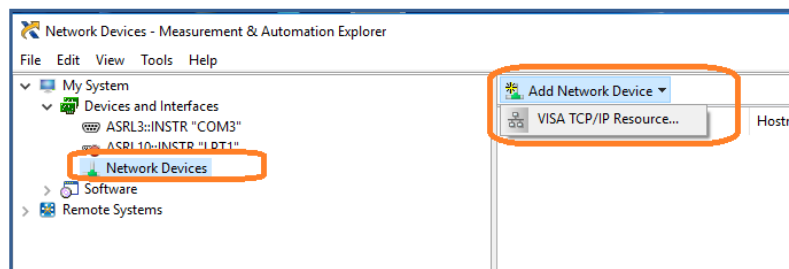 Network Devices - Measurement & Automation Explorer
File Edit View Tools Help
My System
Devices and Interfaces
ASRL3::INSTR "COM3"
ASRL10::INSTR "LPT1"
Network Devices
Software
Remote Systems
Add Network Device
VISA TCP/IP Resource...
Hostn